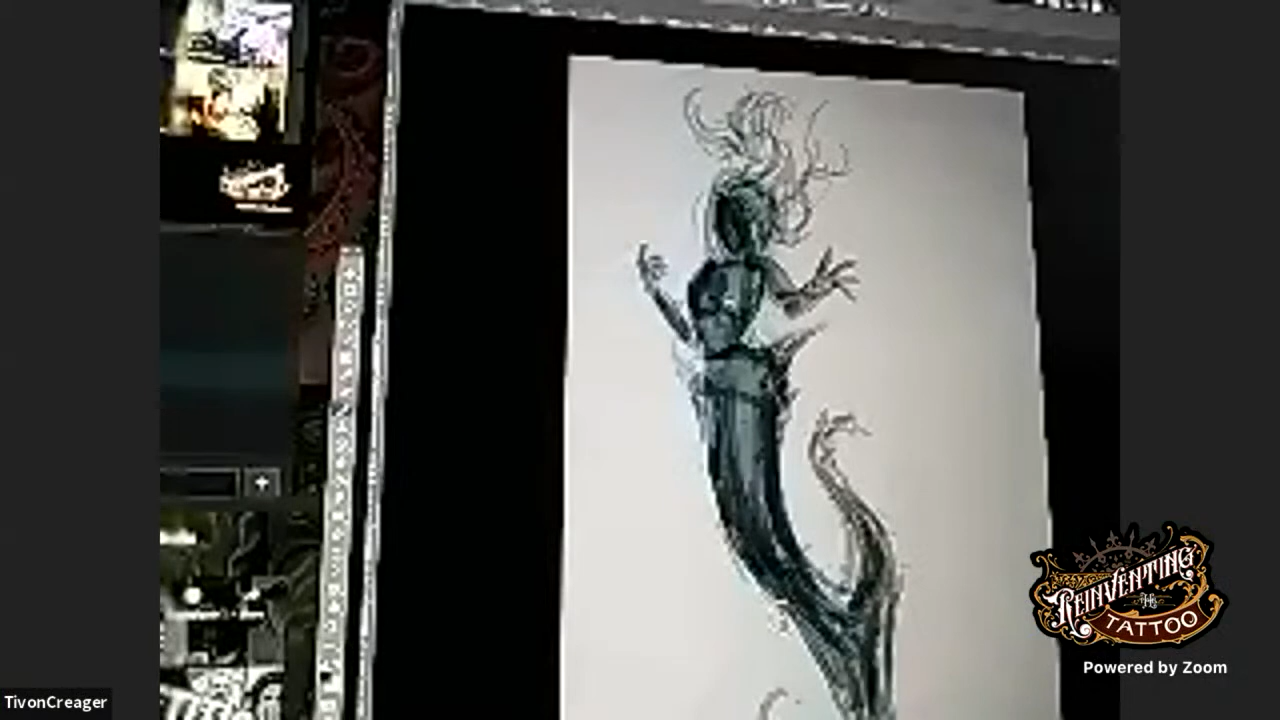 REINVENTING
THE
TATTOO
Powered by Zoom
TivonCreager